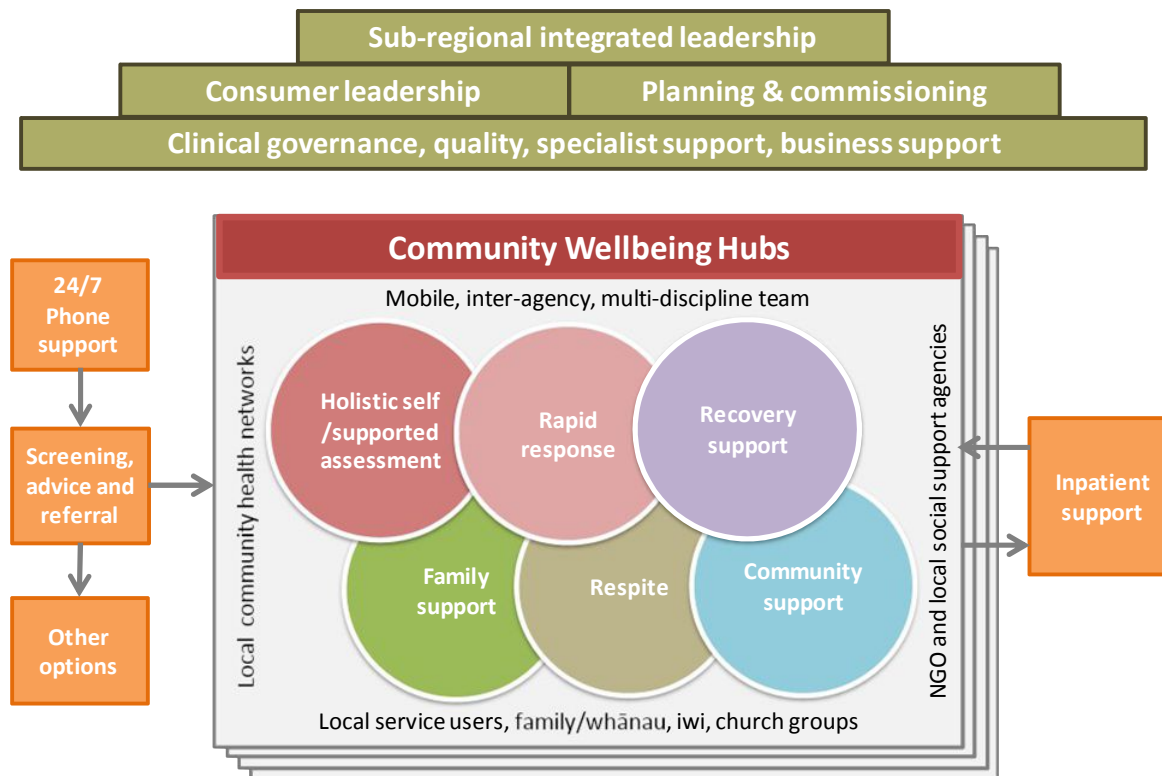 Sub-regional integrated leadership
Consumer leadership
Planning & commissioning
Clinical governance, quality, specialist support, business support
Community Wellbeing Hubs
Mobile, inter-agency, multi-discipline team
24/7
Phone
support
Screening,
advice and
referral
Other
options
Local community health networks
Holistic self
/supported
assessment
Rapid
response
Recovery
support
Family
support
Respite
Community
support
NGO and local social support agencies
Inpatient
support
Local service users, family/whānau, iwi, church groups